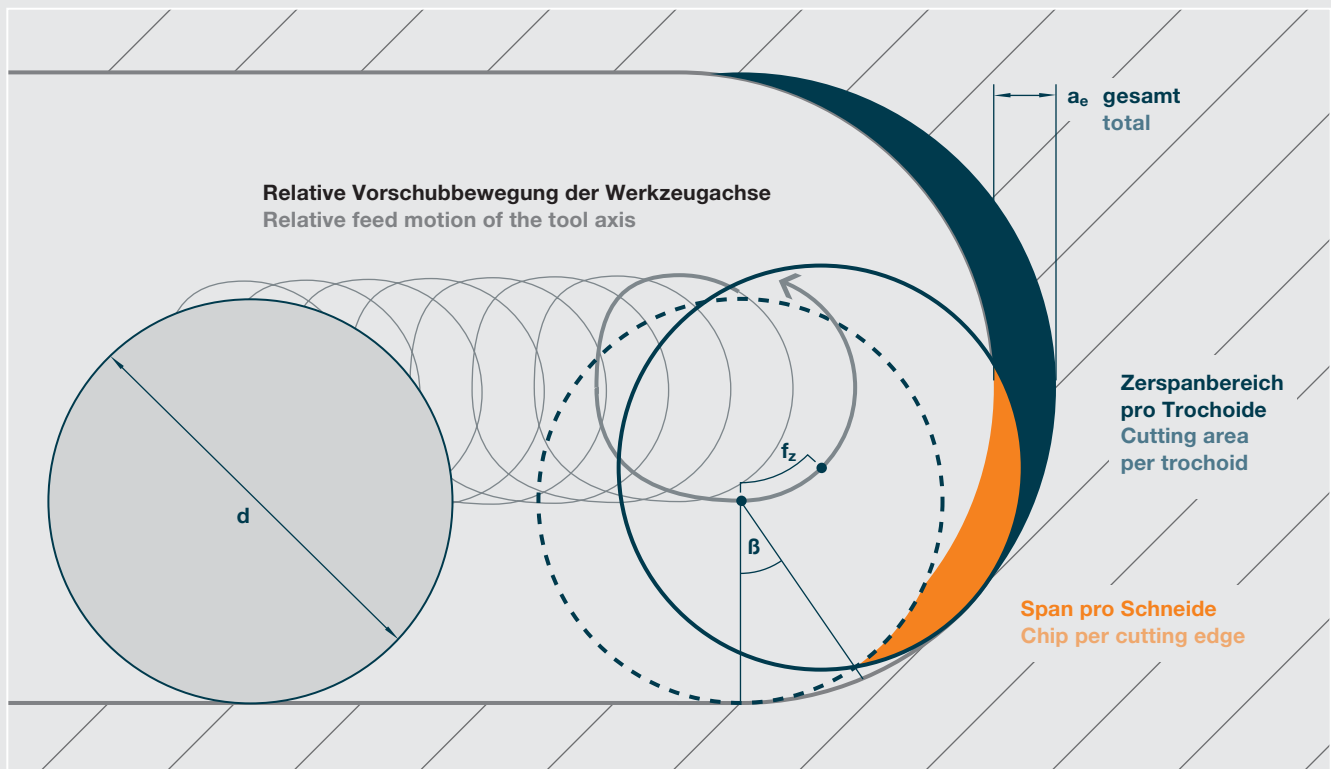 aₑ gesamt
total
Relative Vorschubbewegung der Werkzeugachse
Relative feed motion of the tool axis
Zerspanbereich
pro Trochoide
Cutting area
per trochoid
f_z
d
ß
Span pro Schneide
Chip per cutting edge